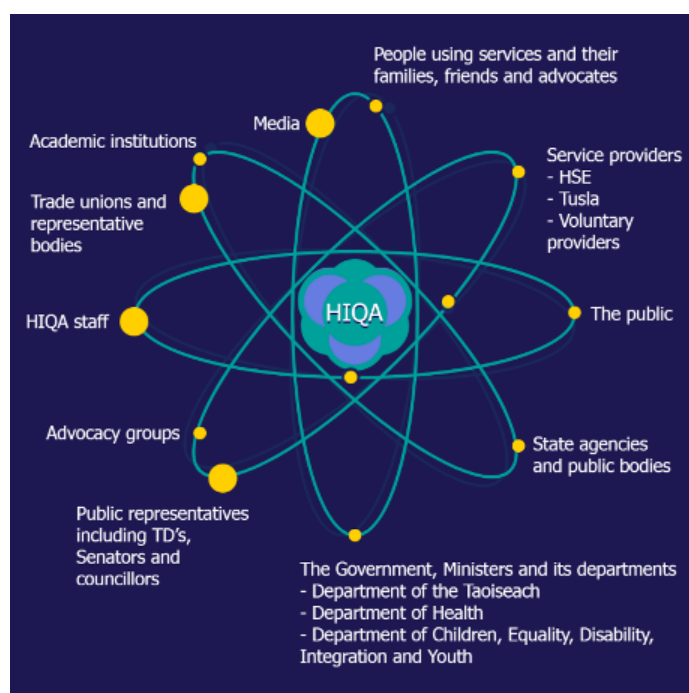 People using services and their
families, friends and advocates
Media
Academic institutions
Service providers
- HSE
- Tusla
- Voluntary
providers
Trade unions and
representative
bodies
HIQA
HIQA staff
The public
Advocacy groups
State agencies
and public bodies
Public representatives
including TD's,
Senators and
councillors
The Government, Ministers and its departments
- Department of the Taoiseach
- Department of Health
- Department of Children, Equality, Disability,
Integration and Youth